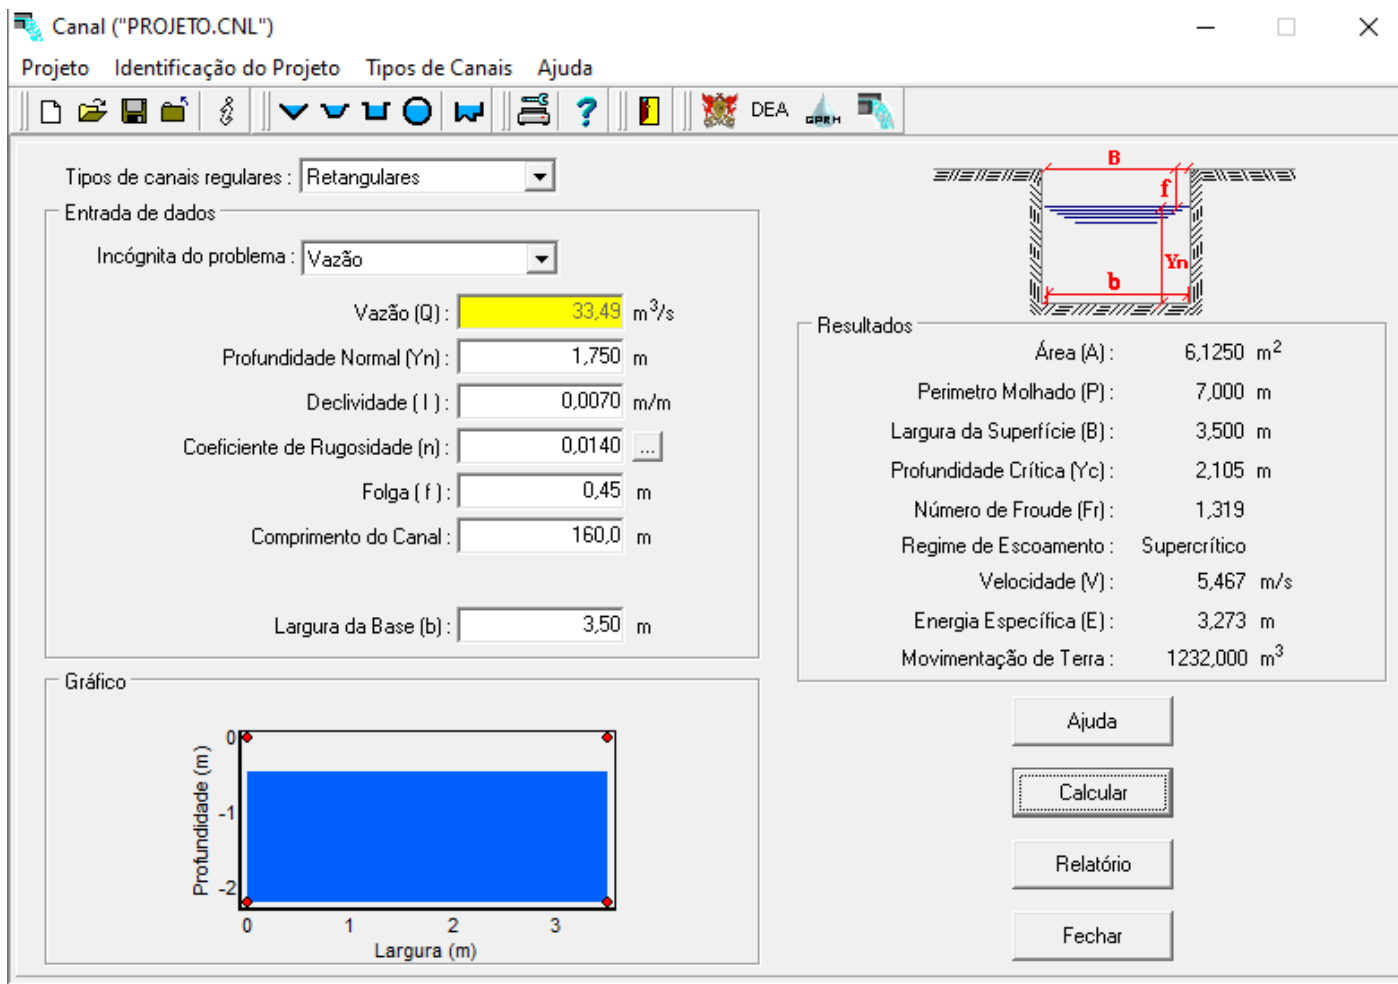 Canal ("PROJETO.CNL")
Projeto Identificação do Projeto Tipos de Canais Ajuda
DEA
GPRH
Tipos de canais regulares : Retangulares
Entrada de dados
Incógnita do problema : Vazão
Vazão (Q) : 33,49 m³/s
Profundidade Normal (Yn) : 1,750 m
Declividade ( I ) : 0,0070 m/m
Coeficiente de Rugosidade (n) : 0,0140 ...
Folga ( f ) : 0,45 m
Comprimento do Canal : 160,0 m
Largura da Base (b) : 3,50 m
B
f
Yn
b
Resultados
Área (A) : 6,1250 m²
Perimetro Molhado (P) : 7,000 m
Largura da Superfície (B) : 3,500 m
Profundidade Crítica (Yc) : 2,105 m
Número de Froude (Fr) : 1,319
Regime de Escoamento : Supercrítico
Velocidade (V) : 5,467 m/s
Energia Específica (E) : 3,273 m
Movimentação de Terra : 1232,000 m³
Gráfico
Profundidade (m)
0
-1
-2
0 1 2 3
Largura (m)
Ajuda
Calcular
Relatório
Fechar